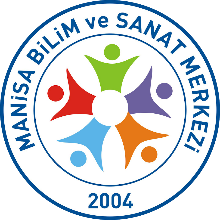 MANİSA BİLİM ve SANAT MERKEZİ
2004